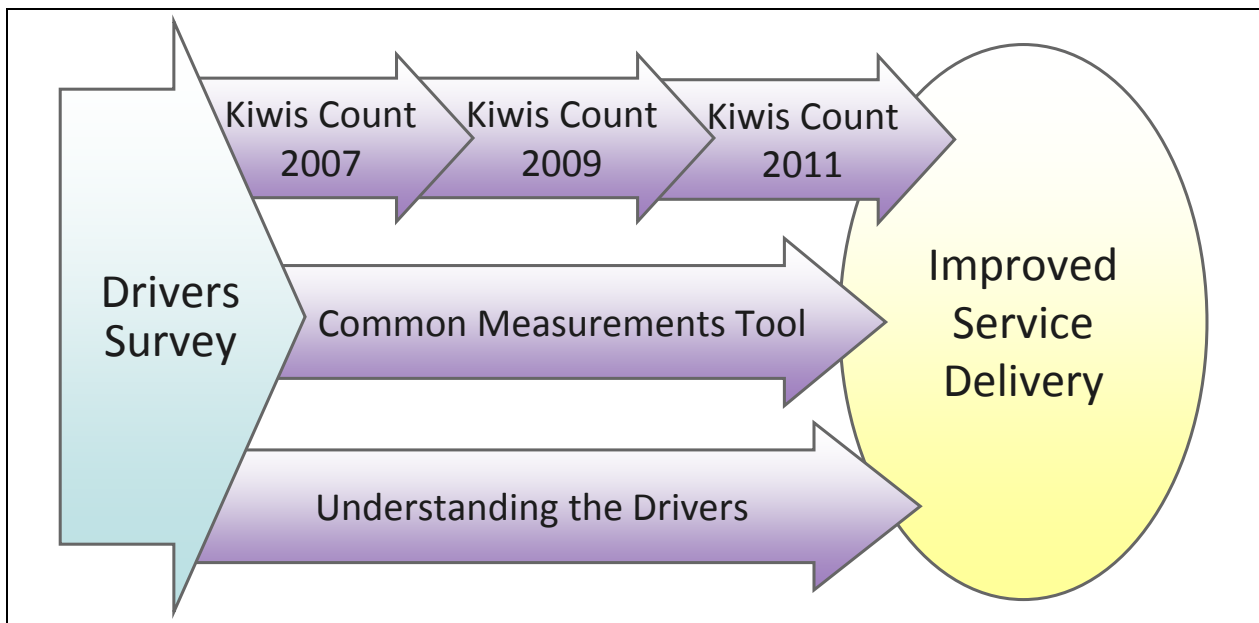 Drivers
Survey
Kiwis Count
2007
Kiwis Count
2009
Kiwis Count
2011
Common Measurements Tool
Understanding the Drivers
Improved
Service
Delivery